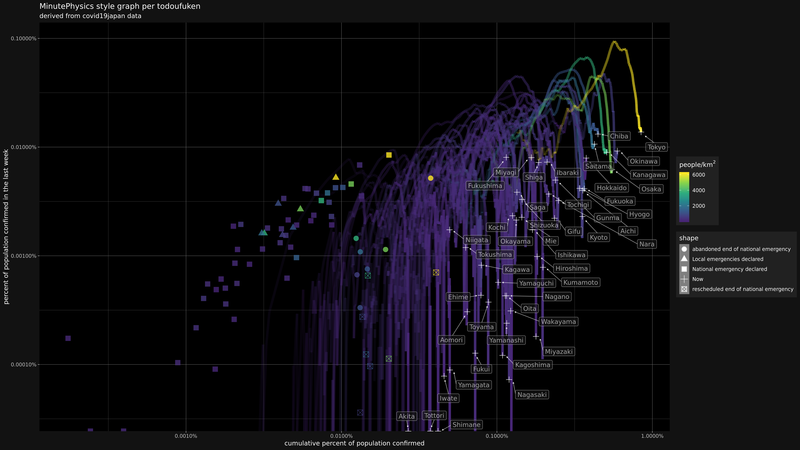 MinutePhysics style graph per todoufuken
derived from covid19japan data
percent of population confirmed in the last week
0.10000%
0.01000%
0.00100%
0.00010%
0.0010%
0.0100%
0.1000%
1.0000%
cumulative percent of population confirmed
Chiba
Tokyo
Okinawa
Saitama
Kanagawa
Miyagi
Shiga
Ibaraki
Fukushima
Hokkaido
Osaka
Fukuoka
Saga
Tochigi
Hyogo
Gunma
Kochi
Shizuoka
Gifu
Aichi
Niigata
Okayama
Mie
Kyoto
Nara
Tokushima
Ishikawa
Kagawa
Hiroshima
Yamaguchi
Kumamoto
Ehime
Nagano
Oita
Toyama
Wakayama
Aomori
Yamanashi
Miyazaki
Fukui
Kagoshima
Yamagata
Iwate
Nagasaki
Akita
Tottori
Shimane
people/km²
6000
4000
2000
shape
abandoned end of national emergency
Local emergencies declared
National emergency declared
Now
rescheduled end of national emergency